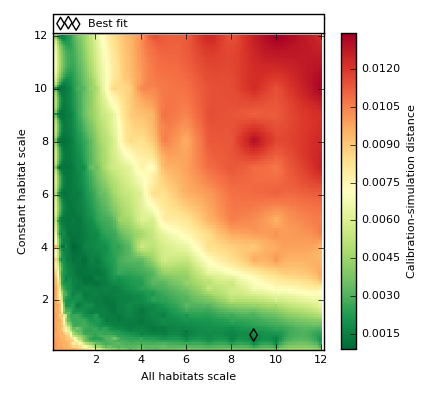 Best fit
12
10
8
6
4
2
Constant habitat scale
2 4 6 8 10 12
All habitats scale
0.0120
0.0105
0.0090
0.0075
0.0060
0.0045
0.0030
0.0015
Calibration-simulation distance